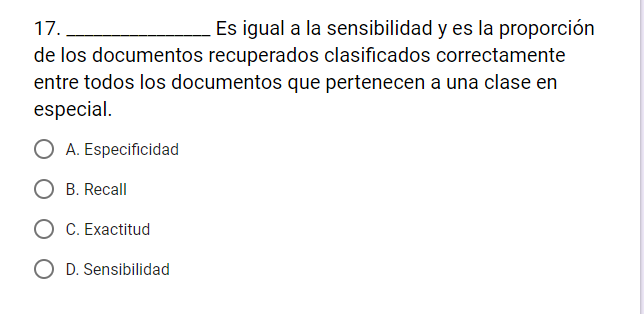 17. ________________ Es igual a la sensibilidad y es la proporción
de los documentos recuperados clasificados correctamente
entre todos los documentos que pertenecen a una clase en
especial.
A. Especificidad
B. Recall
C. Exactitud
D. Sensibilidad